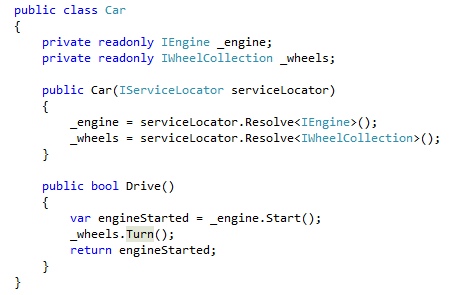 public class Car
{
    private readonly IEngine _engine;
    private readonly IWheelCollection _wheels;

    public Car(IServiceLocator serviceLocator)
    {
        _engine = serviceLocator.Resolve<IEngine>();
        _wheels = serviceLocator.Resolve<IWheelCollection>();
    }

    public bool Drive()
    {
        var engineStarted = _engine.Start();
        _wheels.Turn();
        return engineStarted;
    }
}